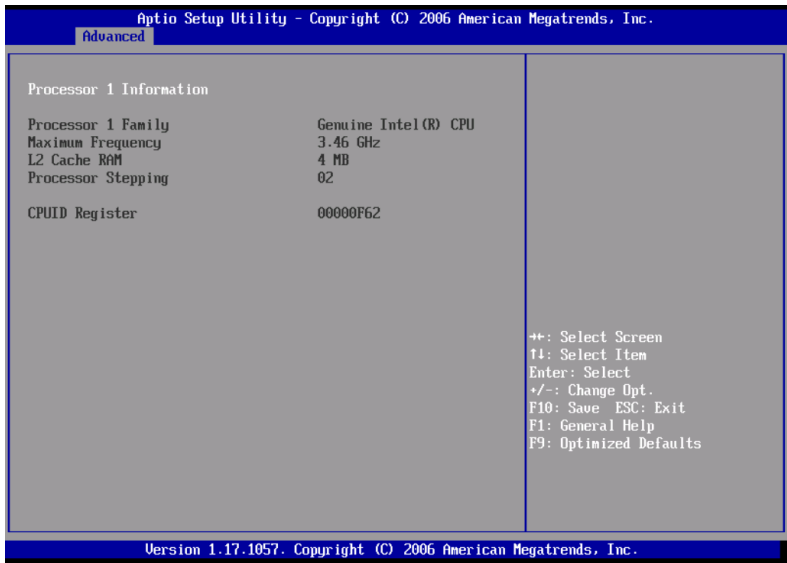 Aptio Setup Utility - Copyright (C) 2006 American Megatrends, Inc.
Advanced
Processor 1 Information
Processor 1 Family Genuine Intel(R) CPU
Maximum Frequency 3.46 GHz
L2 Cache RAM 4 MB
Processor Stepping 02
CPUID Register 00000F62
→←: Select Screen
↑↓: Select Item
Enter: Select
+/-: Change Opt.
F10: Save ESC: Exit
F1: General Help
F9: Optimized Defaults
Version 1.17.1057. Copyright (C) 2006 American Megatrends, Inc.